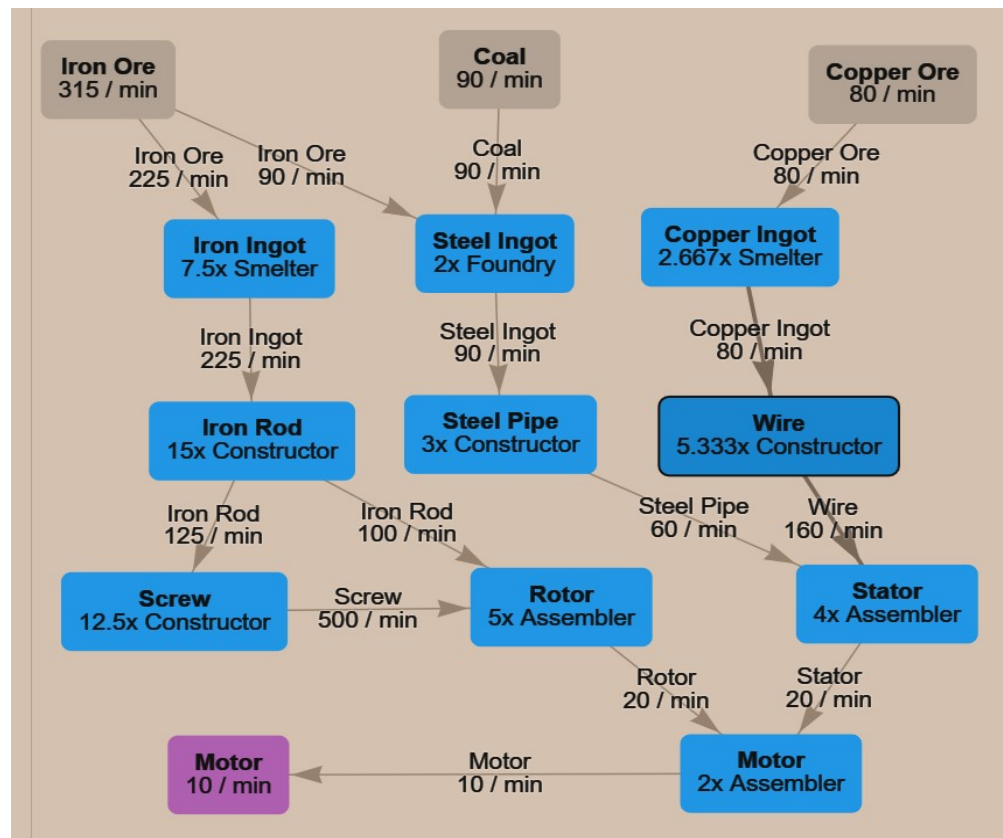 Iron Ore
315 / min
Coal
90 / min
Copper Ore
80 / min
Iron Ore
225 / min
Iron Ore
90 / min
Coal
90 / min
Copper Ore
80 / min
Iron Ingot
7.5x Smelter
Steel Ingot
2x Foundry
Copper Ingot
2.667x Smelter
Iron Ingot
225 / min
Steel Ingot
90 / min
Copper Ingot
80 / min
Iron Rod
15x Constructor
Steel Pipe
3x Constructor
Wire
5.333x Constructor
Iron Rod
125 / min
Iron Rod
100 / min
Steel Pipe
60 / min
Wire
160 / min
Screw
12.5x Constructor
Screw
500 / min
Rotor
5x Assembler
Stator
4x Assembler
Rotor
20 / min
Stator
20 / min
Motor
10 / min
Motor
10 / min
Motor
2x Assembler